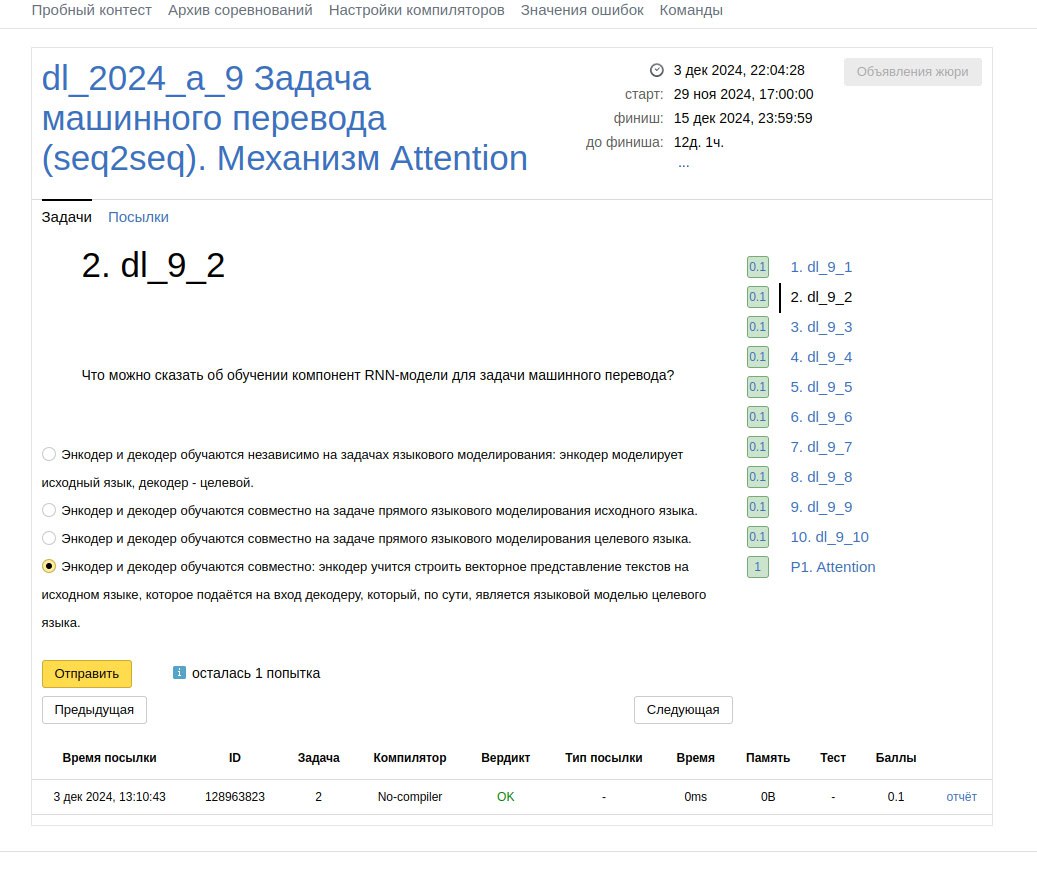 Пробный контест Архив соревнований Настройки компиляторов Значения ошибок Команды
dl_2024_a_9 Задача
машинного перевода
(seq2seq). Механизм Attention
3 дек 2024, 22:04:28
старт: 29 ноя 2024, 17:00:00
финиш: 15 дек 2024, 23:59:59
до финиша: 12д. 1ч.
...
Объявления жюри
Задачи Посылки
2. dl_9_2
Что можно сказать об обучении компонент RNN-модели для задачи машинного перевода?
Энкодер и декодер обучаются независимо на задачах языкового моделирования: энкодер моделирует
исходный язык, декодер - целевой.
Энкодер и декодер обучаются совместно на задаче прямого языкового моделирования исходного языка.
Энкодер и декодер обучаются совместно на задаче прямого языкового моделирования целевого языка.
Энкодер и декодер обучаются совместно: энкодер учится строить векторное представление текстов на
исходном языке, которое подаётся на вход декодеру, который, по сути, является языковой моделью целевого
языка.
Отправить i осталась 1 попытка
Предыдущая Следующая
0.1 1. dl_9_1
0.1 2. dl_9_2
0.1 3. dl_9_3
0.1 4. dl_9_4
0.1 5. dl_9_5
0.1 6. dl_9_6
0.1 7. dl_9_7
0.1 8. dl_9_8
0.1 9. dl_9_9
0.1 10. dl_9_10
1 P1. Attention
Время посылки ID Задача Компилятор Вердикт Тип посылки Время Память Тест Баллы
3 дек 2024, 13:10:43 128963823 2 No-compiler OK - 0ms 0B - 0.1 отчёт